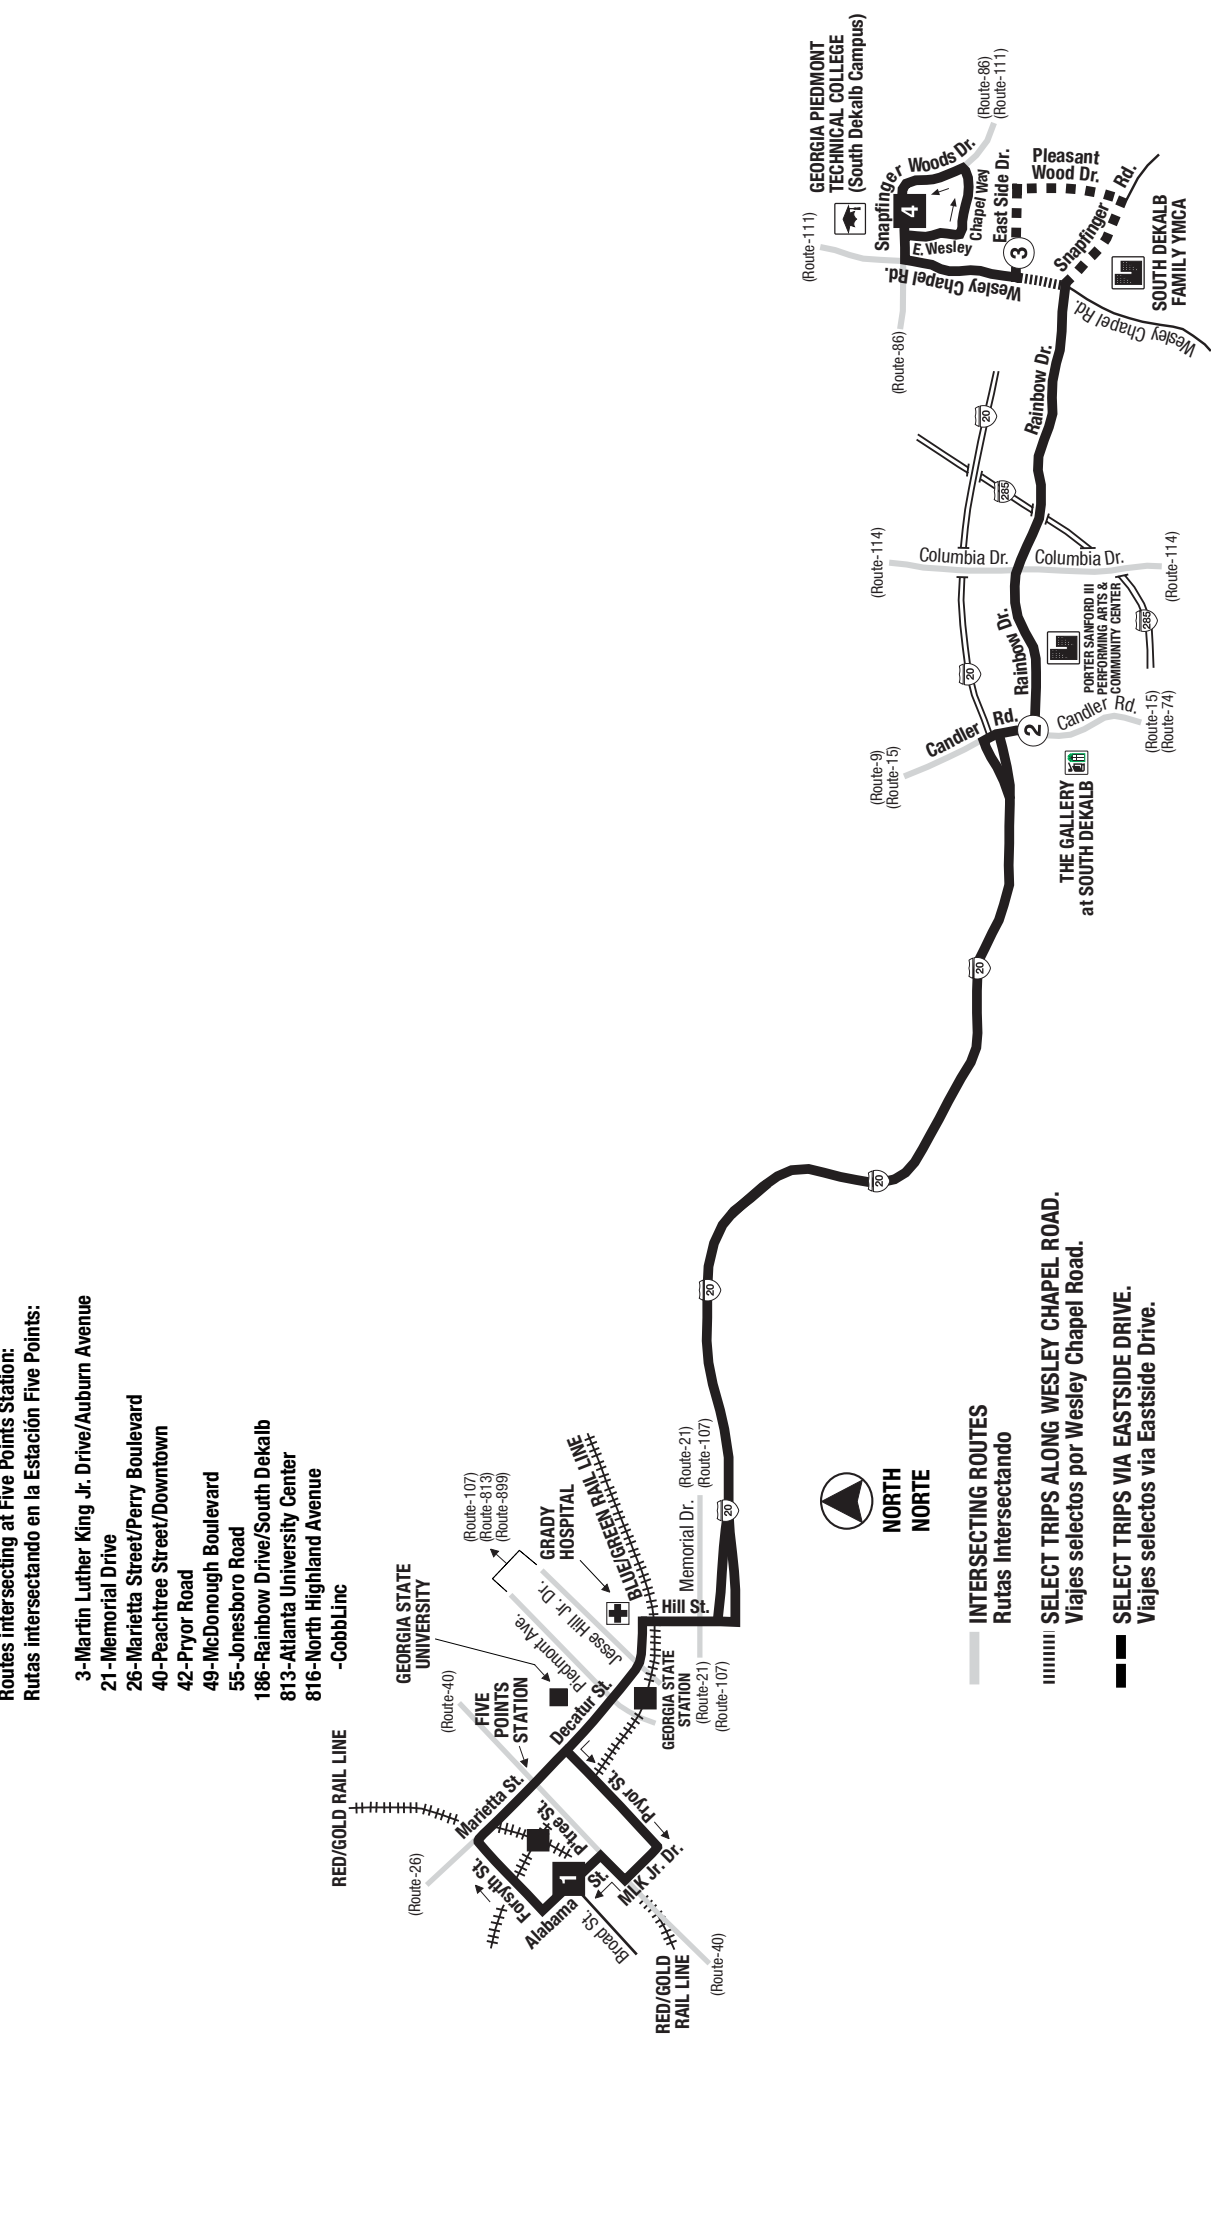 Routes intersecting at Five Points Station:
Rutas intersectando en la Estación Five Points:
3-Martin Luther King Jr. Drive/Auburn Avenue
21-Memorial Drive
26-Marietta Street/Perry Boulevard
40-Peachtree Street/Downtown
42-Pryor Road
49-McDonough Boulevard
55-Jonesboro Road
186-Rainbow Drive/South Dekalb
813-Atlanta University Center
816-North Highland Avenue
-CobbLinc
RED/GOLD RAIL LINE
(Route-26)
(Route-40)
Marietta St.
Forsyth St.
Alabama St.
1
Broad St.
P'tree St.
MLK Jr. Dr.
Pryor St.
RED/GOLD
RAIL LINE
(Route-40)
FIVE
POINTS
STATION
Decatur St.
GEORGIA STATE
UNIVERSITY
Piedmont Ave.
Jesse Hill Jr. Dr.
(Route-107)
(Route-813)
(Route-899)
GRADY
HOSPITAL
BLUE/GREEN RAIL LINE
GEORGIA STATE
STATION
(Route-21)
(Route-107)
Hill St.
Memorial Dr.
(Route-21)
(Route-107)
20
20
20
20
NORTH
NORTE
INTERSECTING ROUTES
Rutas Intersectando
SELECT TRIPS ALONG WESLEY CHAPEL ROAD.
Viajes selectos por Wesley Chapel Road.
SELECT TRIPS VIA EASTSIDE DRIVE.
Viajes selectos via Eastside Drive.
(Route-9)
(Route-15)
Candler Rd.
2
THE GALLERY
at SOUTH DEKALB
Candler Rd.
(Route-15)
(Route-74)
20
Rainbow Dr.
PORTER SANFORD III
PERFORMING ARTS &
COMMUNITY CENTER
285
(Route-114)
Columbia Dr.
Columbia Dr.
(Route-114)
285
20
Rainbow Dr.
(Route-86)
(Route-111)
Wesley Chapel Rd.
Wesley Chapel Rd.
GEORGIA PIEDMONT
TECHNICAL COLLEGE
(South Dekalb Campus)
Snapfinger Woods Dr.
4
E. Wesley
Chapel Way
(Route-86)
(Route-111)
East Side Dr.
3
Pleasant
Wood Dr.
Snapfinger Rd.
SOUTH DEKALB
FAMILY YMCA